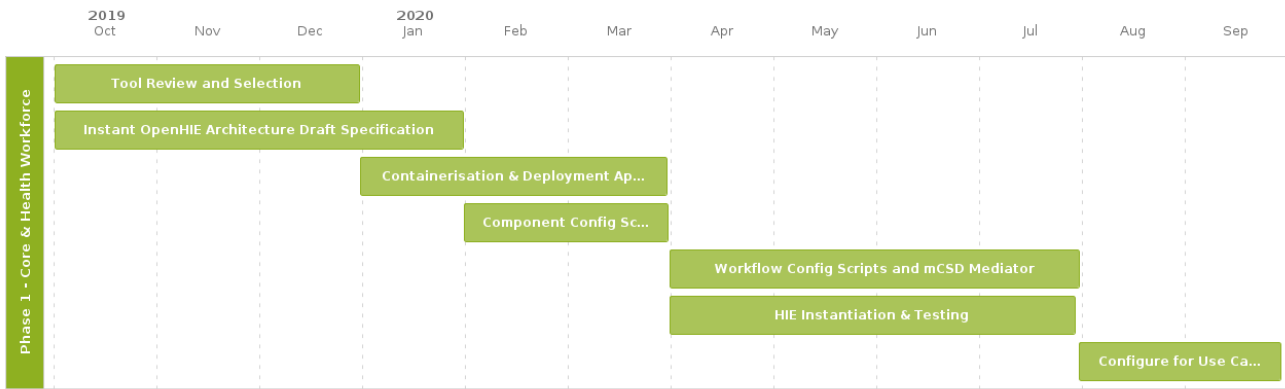 2019 2020
Oct Nov Dec Jan Feb Mar Apr May Jun Jul Aug Sep
Phase 1 - Core & Health Workforce
Tool Review and Selection
Instant OpenHIE Architecture Draft Specification
Containerisation & Deployment Ap...
Component Config Sc...
Workflow Config Scripts and mCSD Mediator
HIE Instantiation & Testing
Configure for Use Ca...